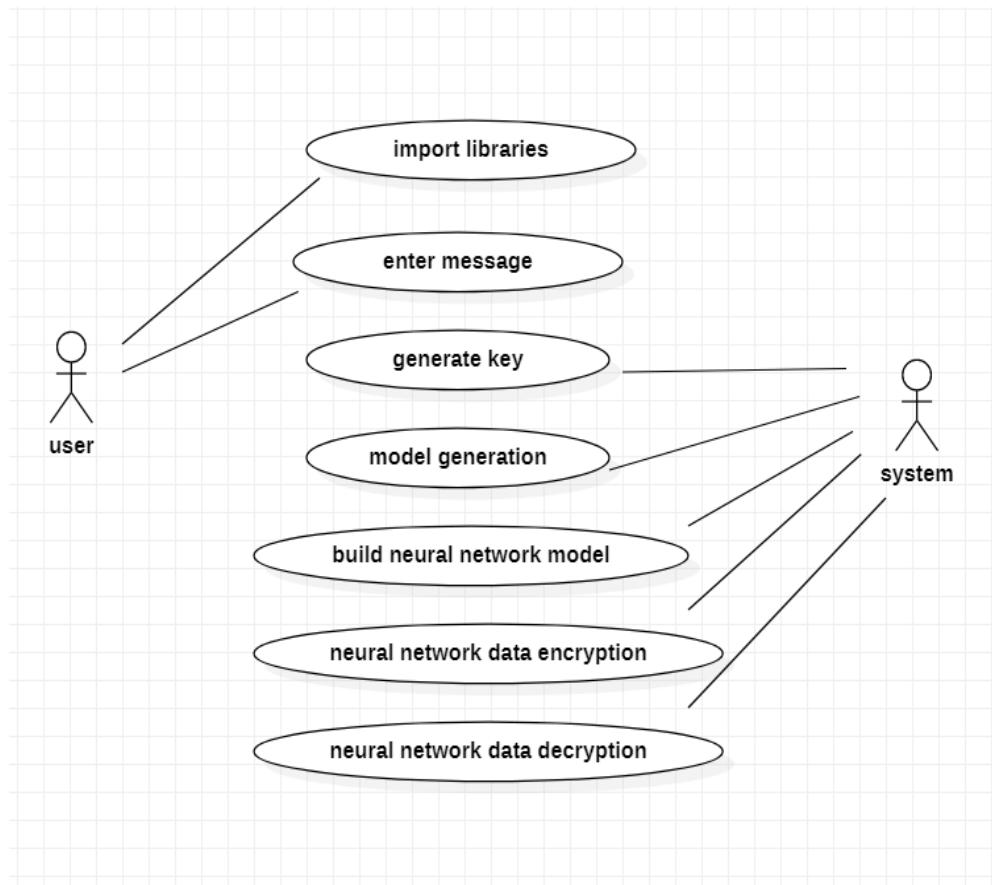 import libraries
enter message
generate key
user
model generation
system
build neural network model
neural network data encryption
neural network data decryption